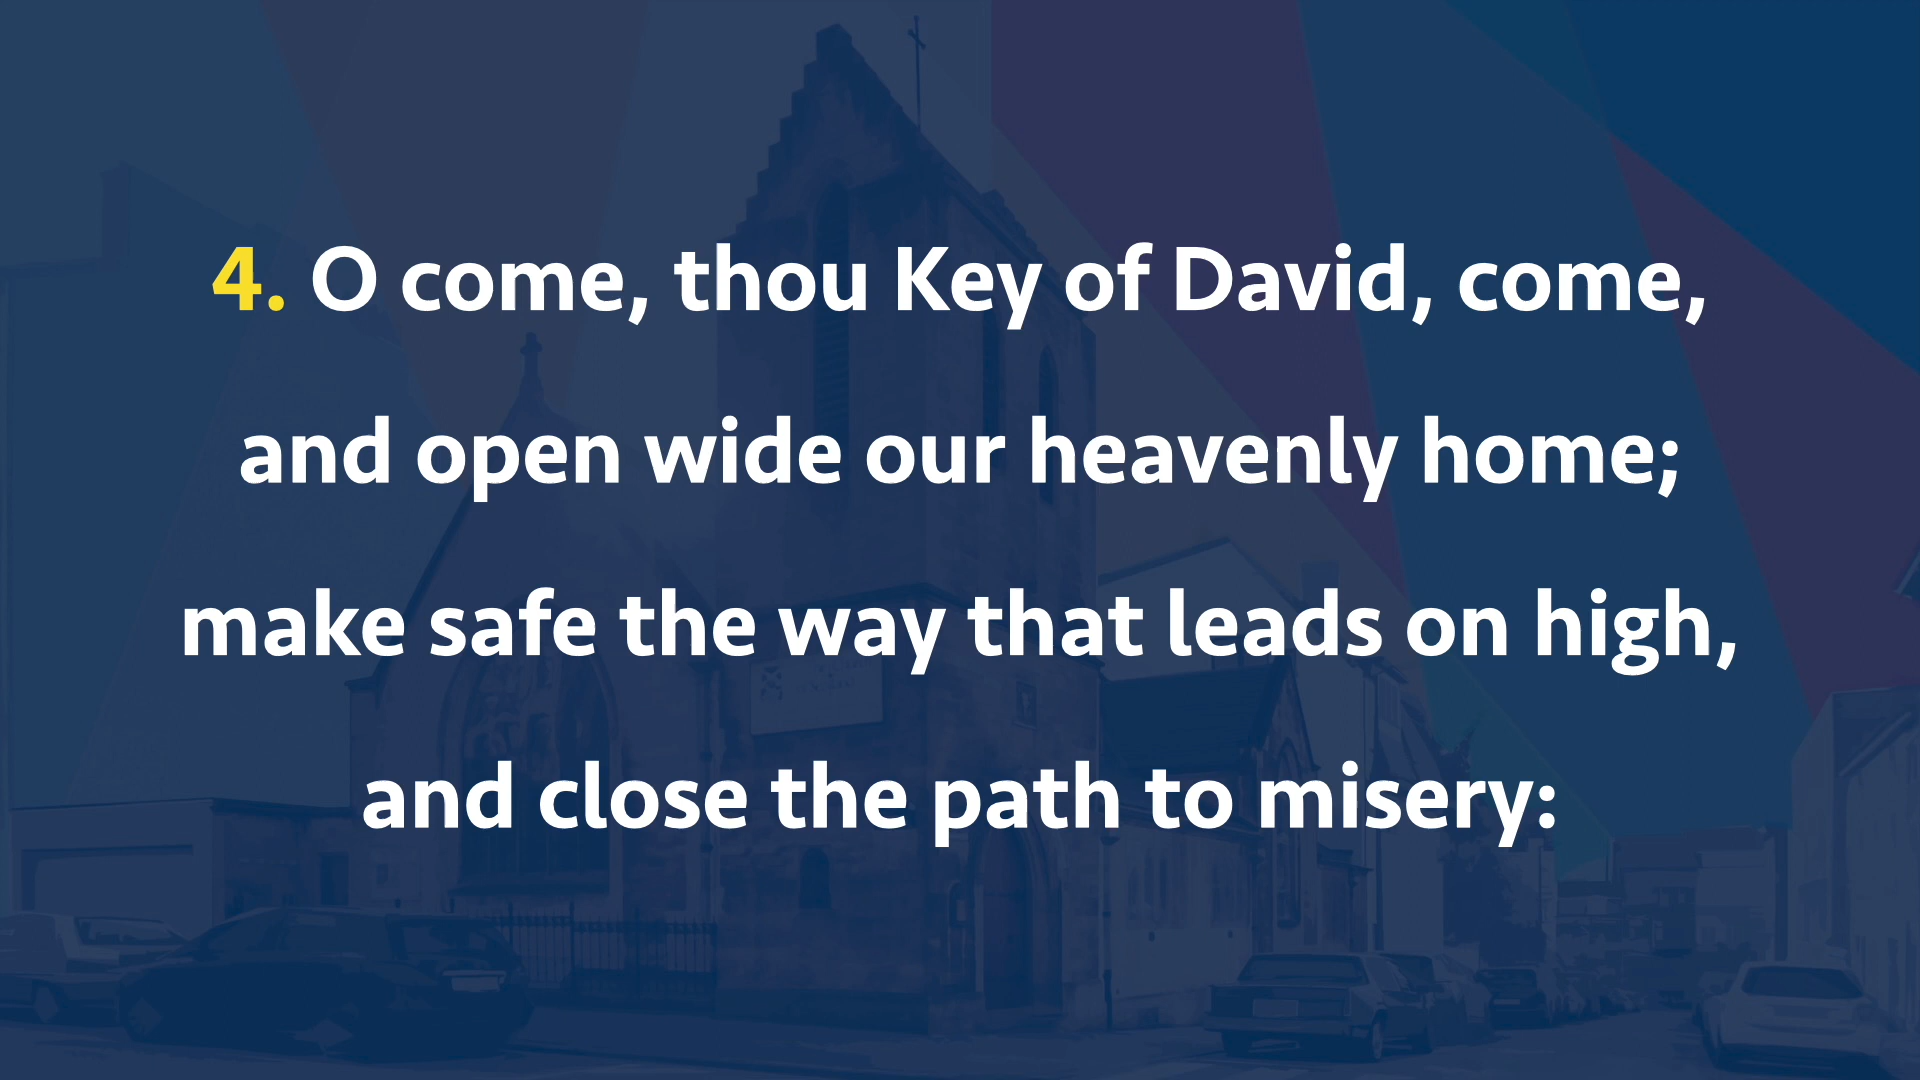 4. O come, thou Key of David, come,
and open wide our heavenly home;
make safe the way that leads on high,
and close the path to misery: